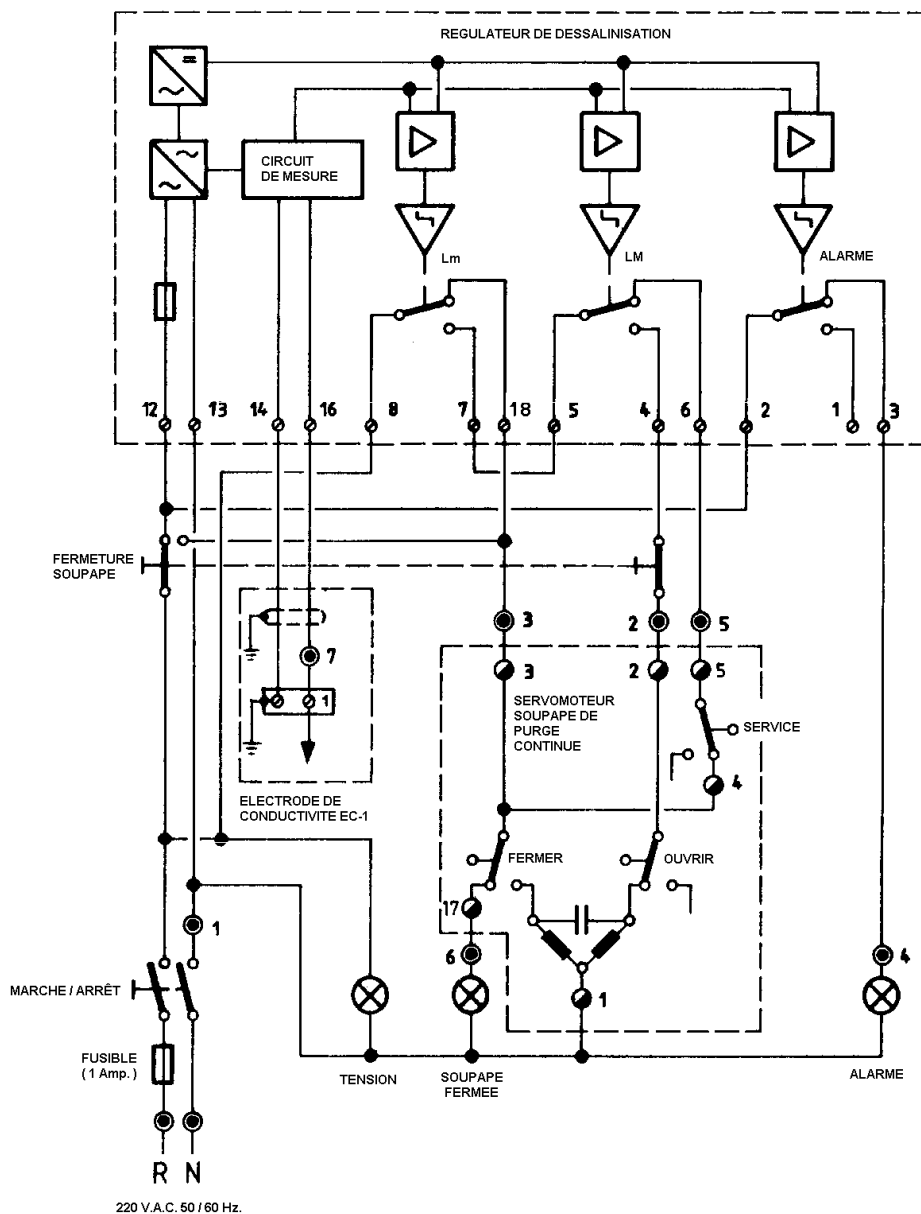 REGULATEUR DE DESSALINISATION
CIRCUIT
DE MESURE
Lm
LM
ALARME
12
13
14
16
8
7
18
5
4
6
2
1
3
FERMETURE
SOUPAPE
3
2
5
7
1
3
2
5
SERVOMOTEUR
SOUPAPE DE
PURGE
CONTINUE
SERVICE
4
ELECTRODE DE
CONDUCTIVITE EC-1
FERMER
OUVRIR
17
1
6
4
MARCHE / ARRÊT
1
FUSIBLE
( 1 Amp. )
TENSION
SOUPAPE
FERMEE
ALARME
R N
220 V.A.C. 50 / 60 Hz.